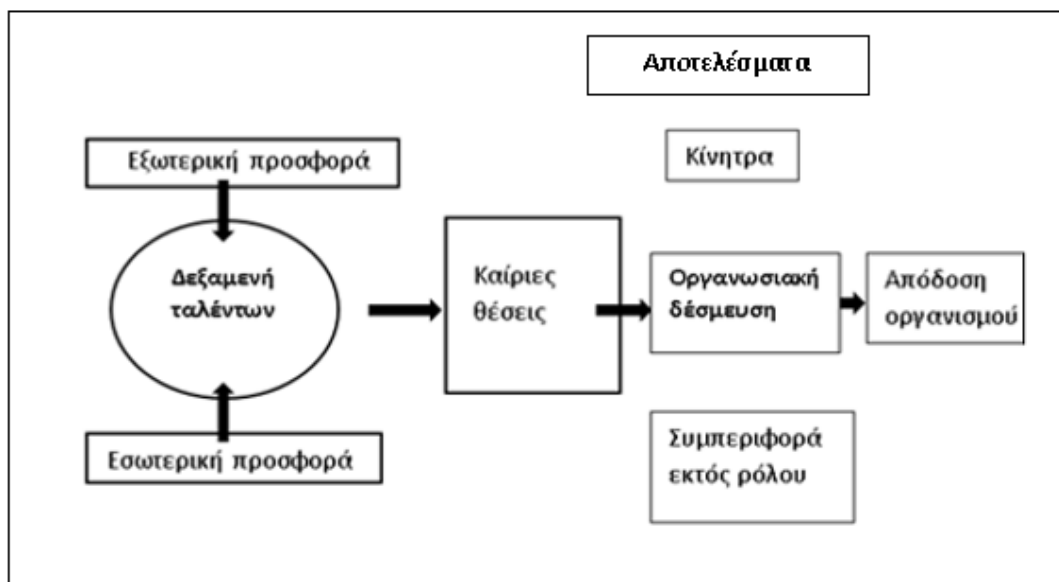 Αποτελέσματα
Κίνητρα
Εξωτερική προσφορά
Δεξαμενή
ταλέντων
Εσωτερική προσφορά
Καίριες
θέσεις
Οργανωσιακή
δέσμευση
Απόδοση
οργανισμού
Συμπεριφορά
εκτός ρόλου